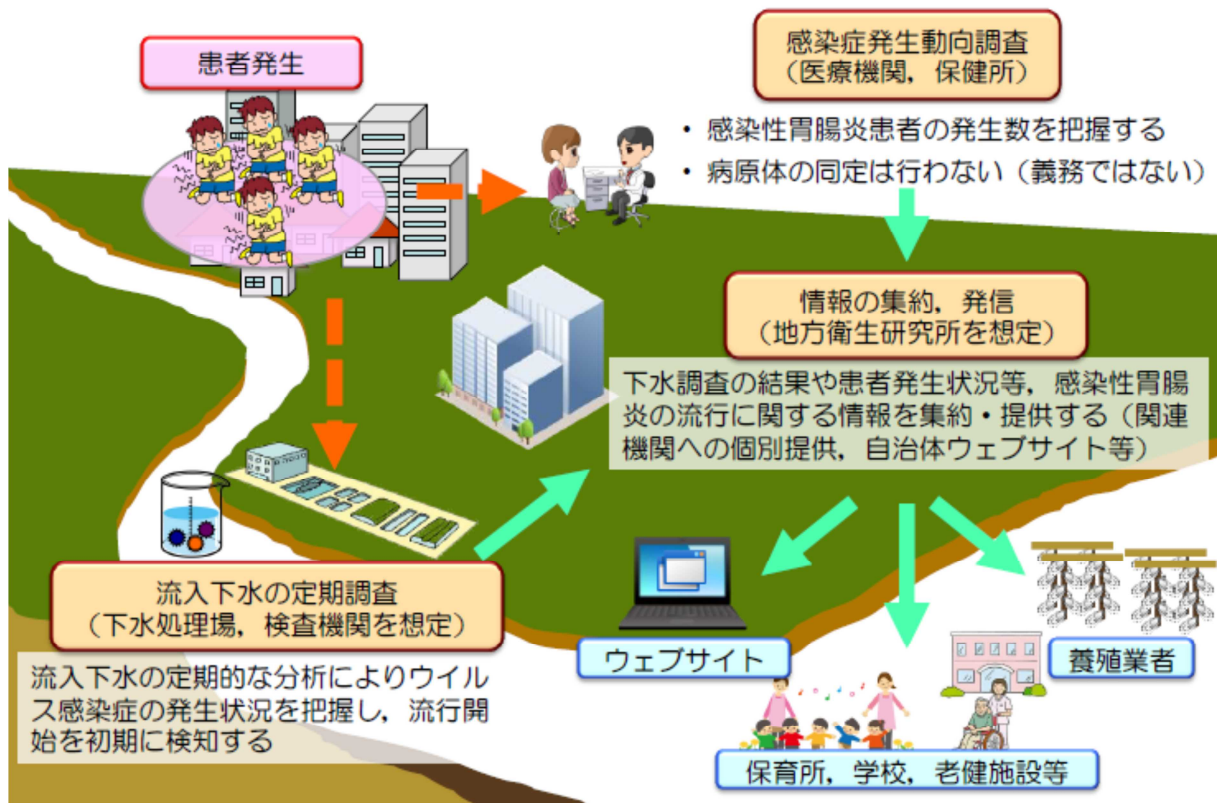 患者発生
感染症発生動向調査
（医療機関，保健所）
• 感染性胃腸炎患者の発生数を把握する
• 病原体の同定は行わない（義務ではない）
情報の集約，発信
（地方衛生研究所を想定）
下水調査の結果や患者発生状況等，感染性胃腸
炎の流行に関する情報を集約・提供する（関連
機関への個別提供，自治体ウェブサイト等）
流入下水の定期調査
（下水処理場，検査機関を想定）
流入下水の定期的な分析によりウイル
ス感染症の発生状況を把握し，流行開
始を初期に検知する
ウェブサイト
養殖業者
保育所，学校，老健施設等